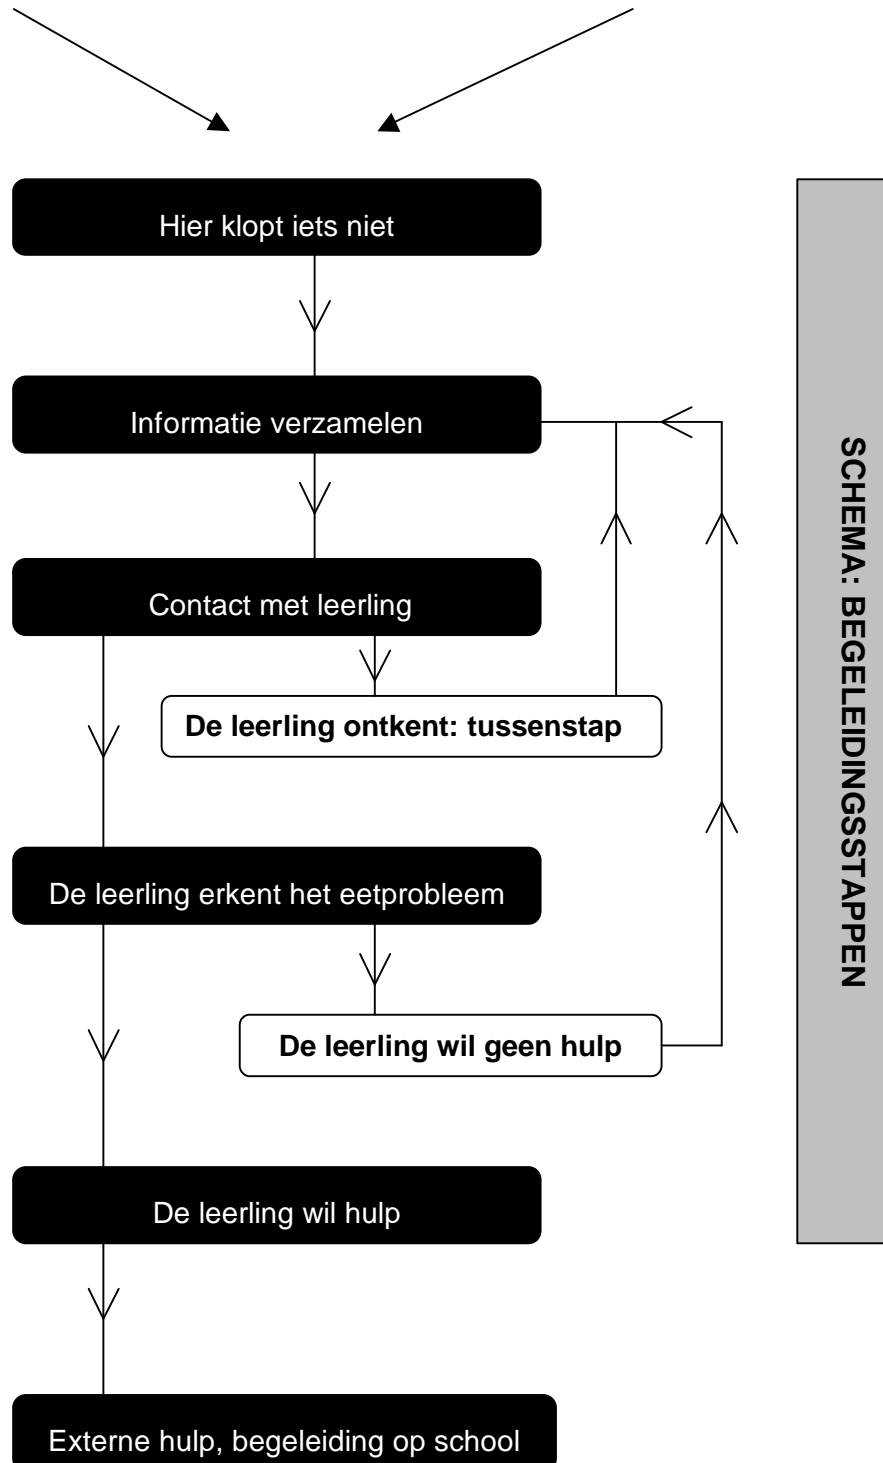 Hier klopt iets niet
Informatie verzamelen
Contact met leerling
De leerling ontkent: tussenstap
De leerling erkent het eetprobleem
De leerling wil geen hulp
De leerling wil hulp
Externe hulp, begeleiding op school
SCHEMA: BEGELEIDINGSSTAPPEN